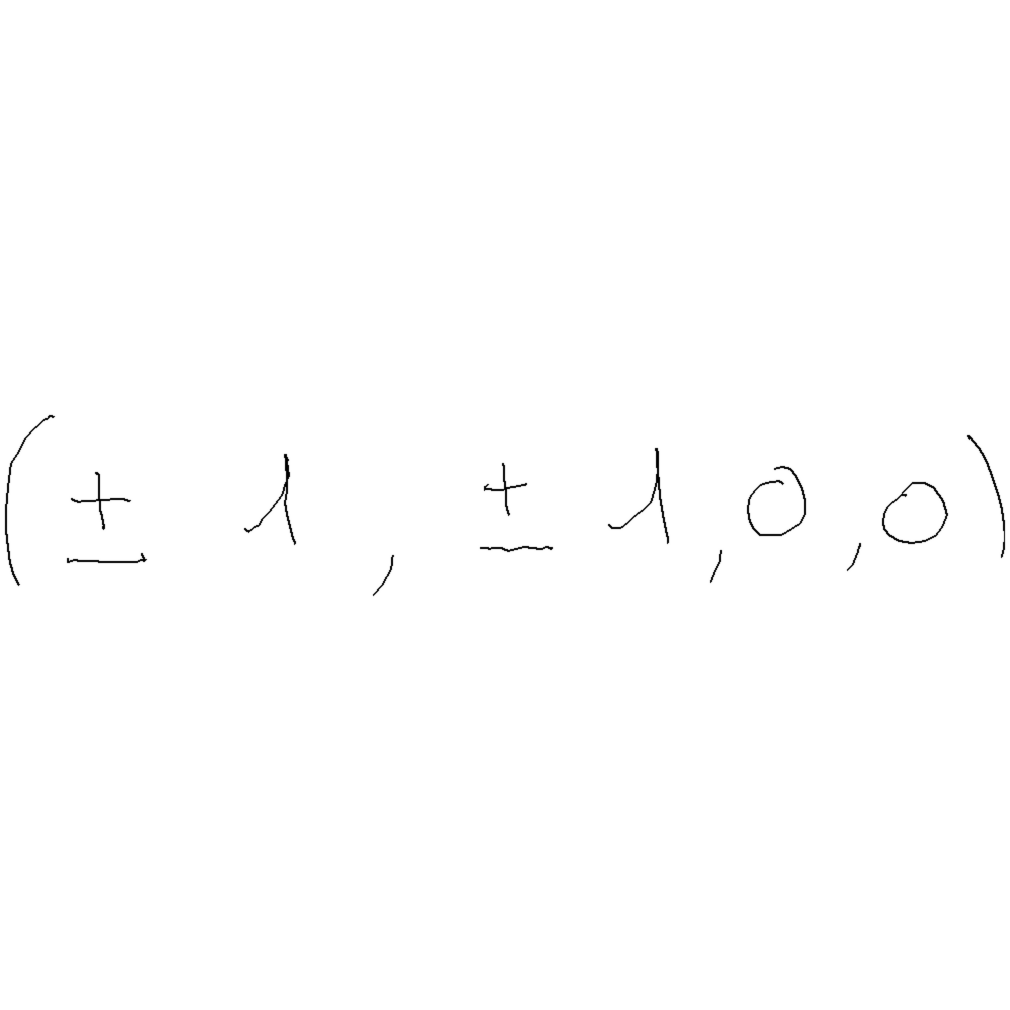 (± 1, ± 1, 0, 0)